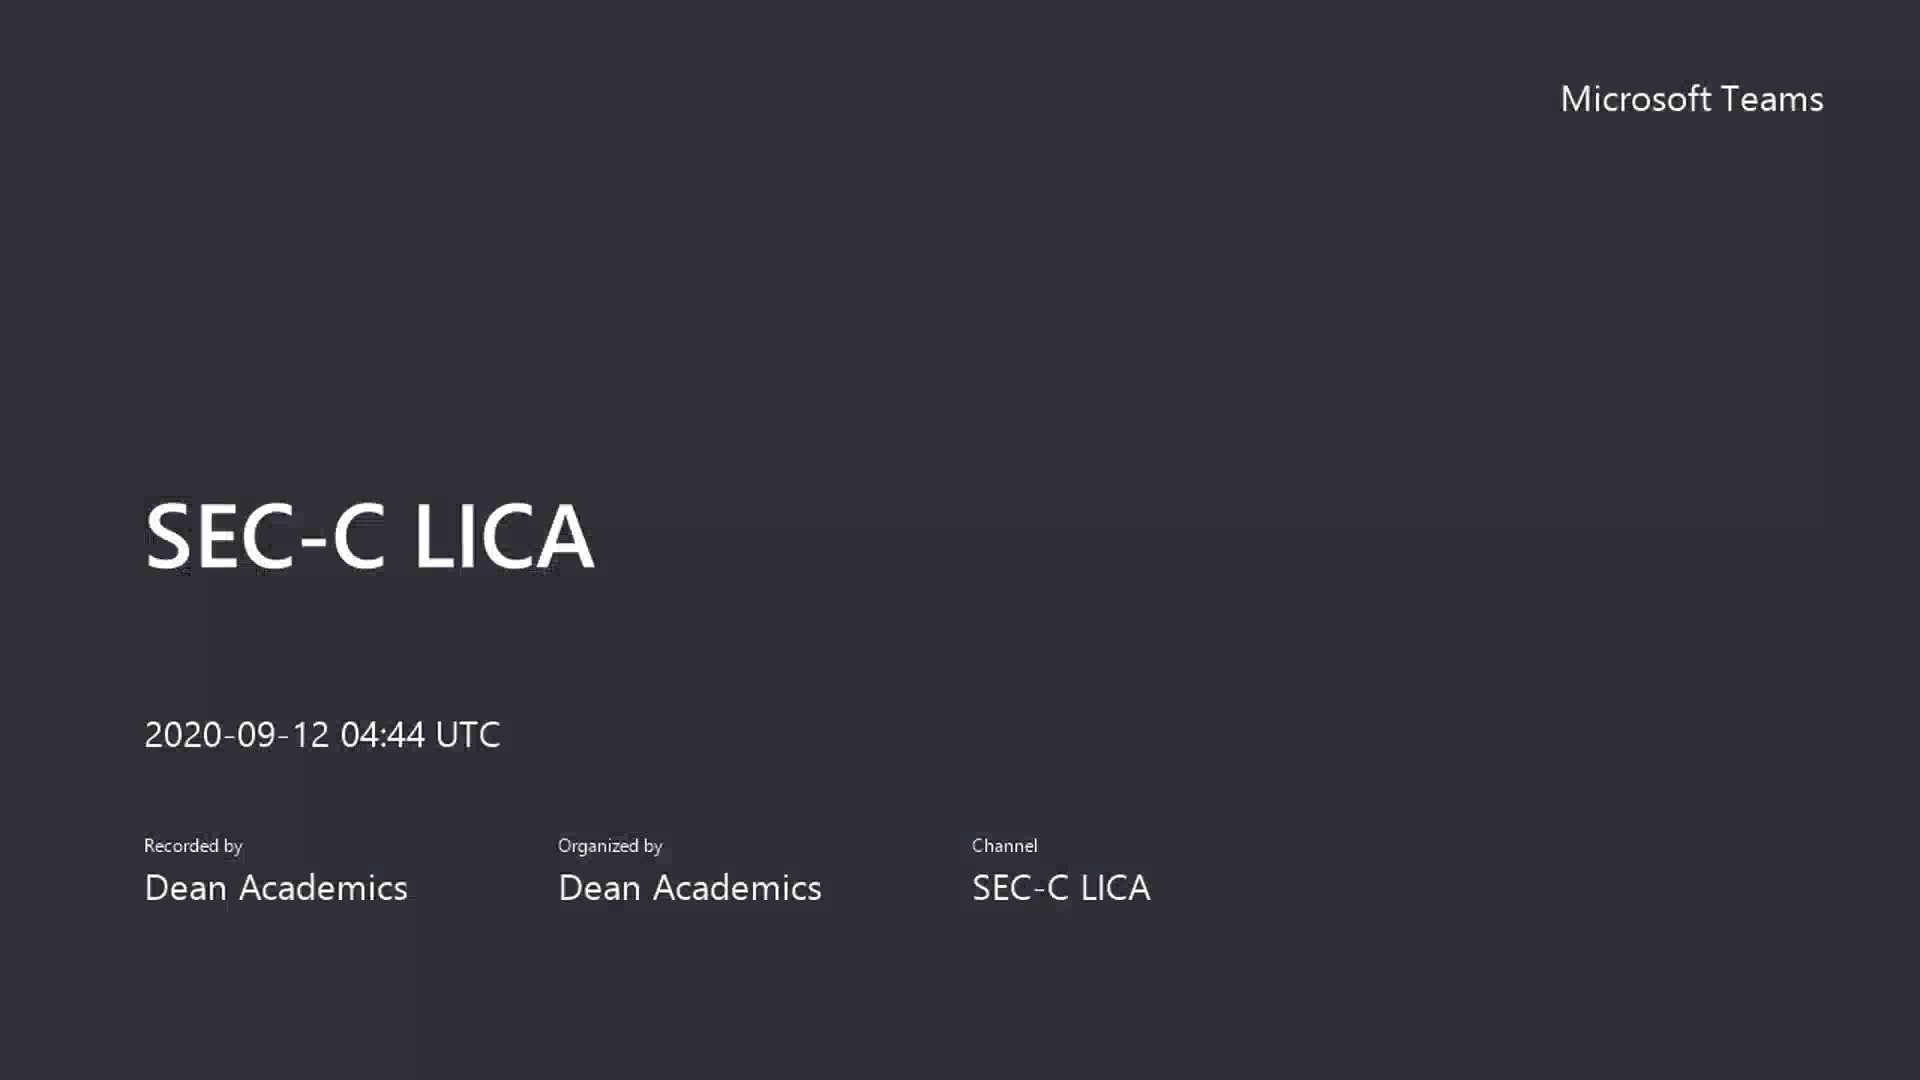 Microsoft Teams
SEC-C LICA
2020-09-12 04:44 UTC
Recorded by
Dean Academics
Organized by
Dean Academics
Channel
SEC-C LICA